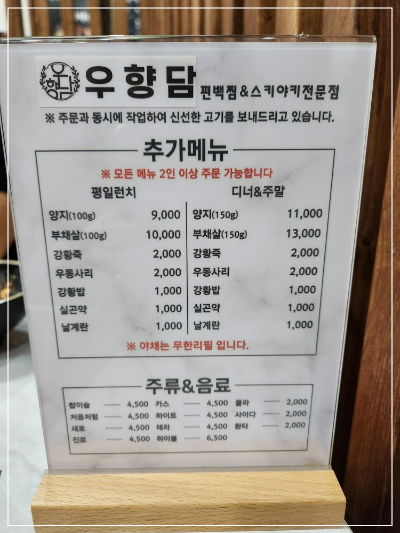 우향담 우향담 편백찜&스키야키전문점
※ 주문과 동시에 작업하여 신선한 고기를 보내드리고 있습니다.
추가메뉴
※ 모든 메뉴 2인 이상 주문 가능합니다
평일런치 디너&주말
양지(100g) 9,000 양지(150g) 11,000
부채살(100g) 10,000 부채살(150g) 13,000
강황죽 2,000 강황죽 2,000
우동사리 2,000 우동사리 2,000
강황밥 1,000 강황밥 1,000
실곤약 1,000 실곤약 1,000
날계란 1,000 날계란 1,000
※ 야채는 무한리필 입니다.
주류&음료
참이슬 ------ 4,500 카스 ------ 4,500 콜라 ------ 2,000
처음처럼 ------ 4,500 하이트 ------ 4,500 사이다 ------ 2,000
새로 ------ 4,500 테라 ------ 4,500 환타 ------ 2,000
진로 ------ 4,500 하이볼 ------ 6,500